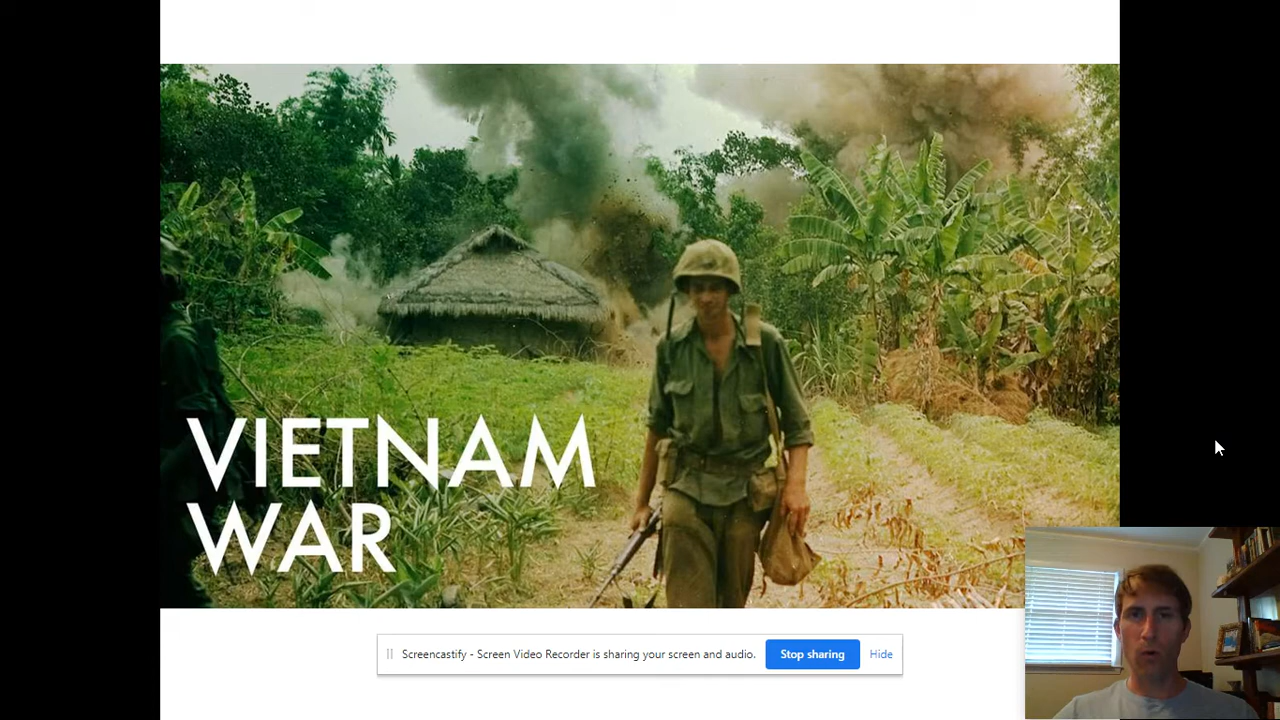 VIETNAM
WAR
Screencastify - Screen Video Recorder is sharing your screen and audio. Stop sharing Hide